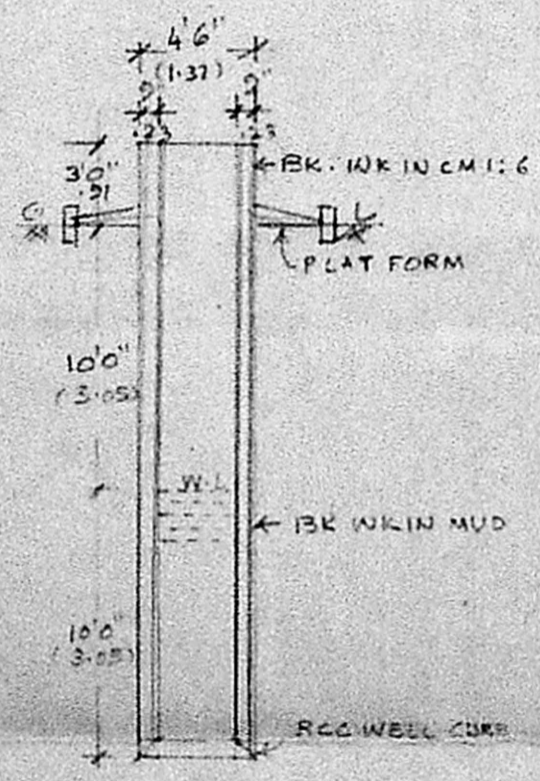 4'6"
(1.37)
9" 9"
.23 .23
3'0"
.91
BK. WK IN CM 1:6
G L
PLAT FORM
10'0"
(3.05)
W.L
BK WK IN MUD
10'0"
(3.05)
RCC WELL CURB